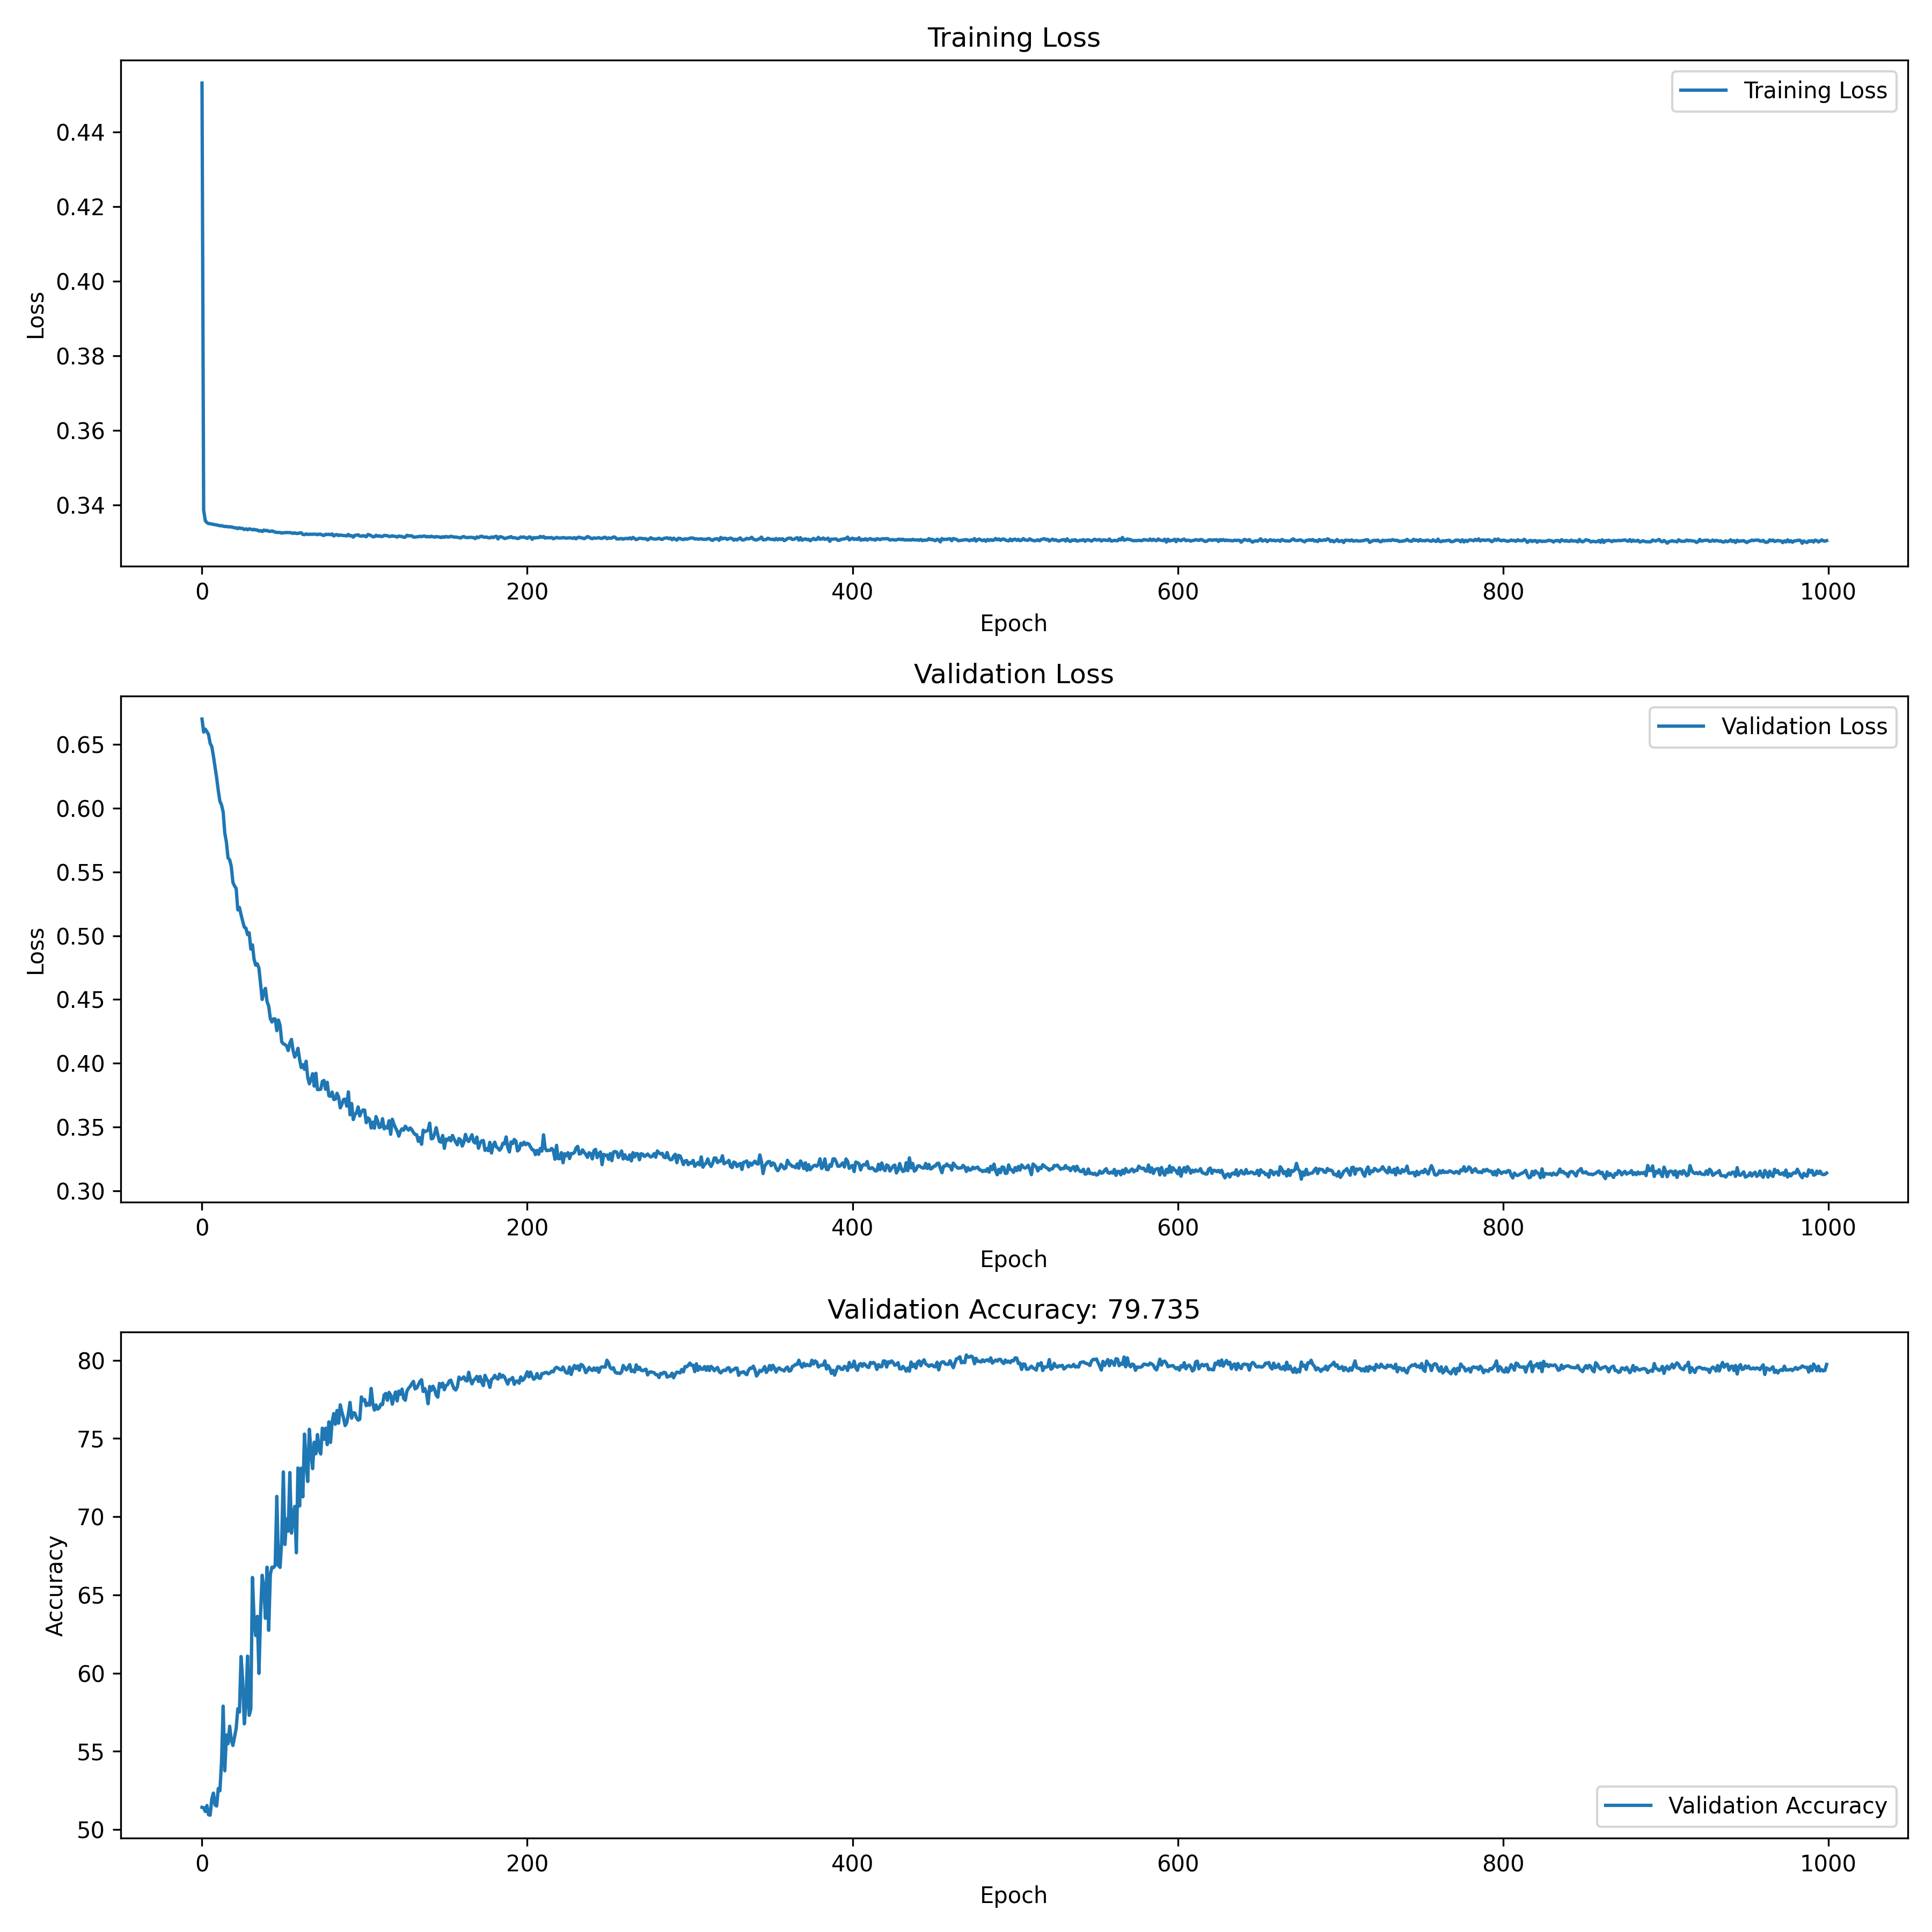 Training Loss
Training Loss
0.44
0.42
0.40
0.38
0.36
0.34
Loss
0 200 400 600 800 1000
Epoch
Validation Loss
Validation Loss
0.65
0.60
0.55
0.50
0.45
0.40
0.35
0.30
Loss
0 200 400 600 800 1000
Epoch
Validation Accuracy: 79.735
80
75
70
65
60
55
50
Accuracy
Validation Accuracy
0 200 400 600 800 1000
Epoch